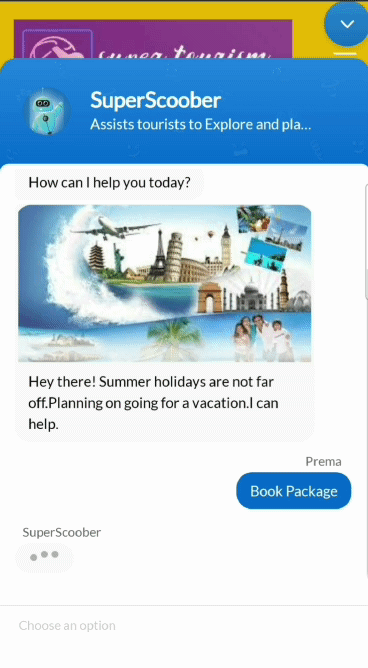 super tourism
SuperScoober
Assists tourists to Explore and pla...
How can I help you today?
Hey there! Summer holidays are not far
off.Planning on going for a vacation.I can
help.
Prema
Book Package
SuperScoober
Choose an option